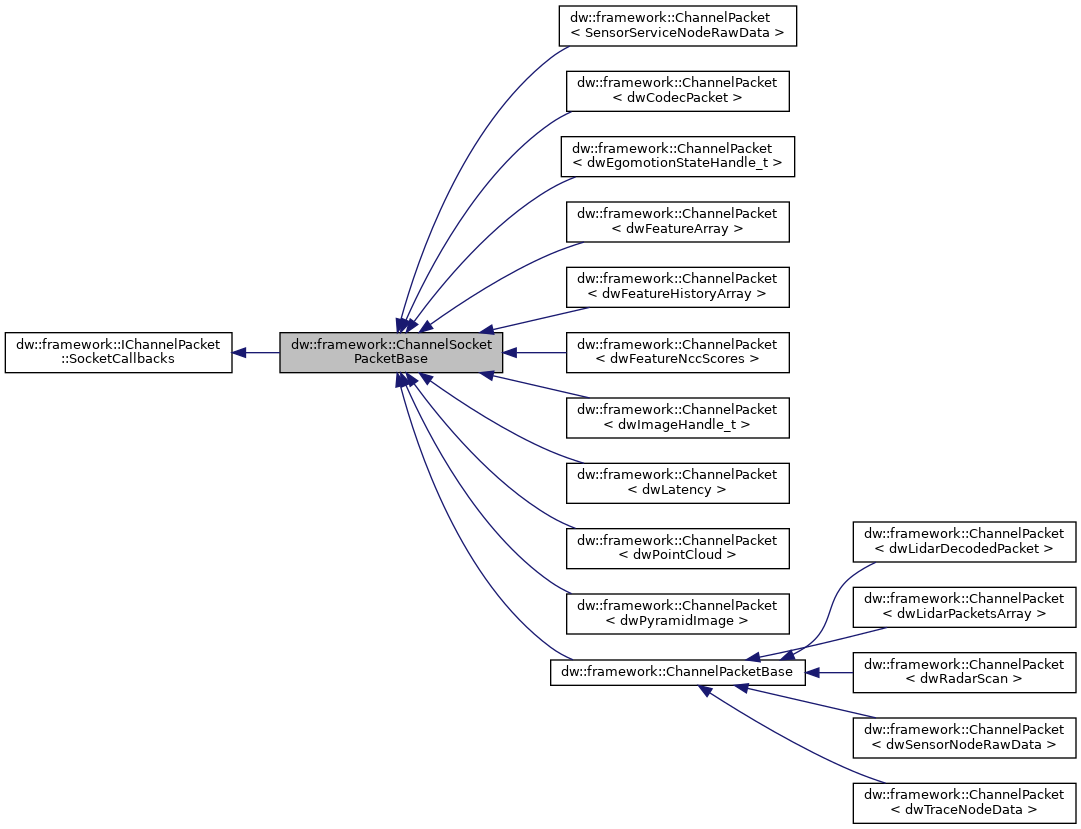 dw::framework::ChannelPacket
< SensorServiceNodeRawData >
dw::framework::ChannelPacket
< dwCodecPacket >
dw::framework::ChannelPacket
< dwEgomotionStateHandle_t >
dw::framework::ChannelPacket
< dwFeatureArray >
dw::framework::ChannelPacket
< dwFeatureHistoryArray >
dw::framework::IChannelPacket
::SocketCallbacks
dw::framework::ChannelSocket
PacketBase
dw::framework::ChannelPacket
< dwFeatureNccScores >
dw::framework::ChannelPacket
< dwImageHandle_t >
dw::framework::ChannelPacket
< dwLatency >
dw::framework::ChannelPacket
< dwPointCloud >
dw::framework::ChannelPacket
< dwPyramidImage >
dw::framework::ChannelPacketBase
dw::framework::ChannelPacket
< dwLidarDecodedPacket >
dw::framework::ChannelPacket
< dwLidarPacketsArray >
dw::framework::ChannelPacket
< dwRadarScan >
dw::framework::ChannelPacket
< dwSensorNodeRawData >
dw::framework::ChannelPacket
< dwTraceNodeData >